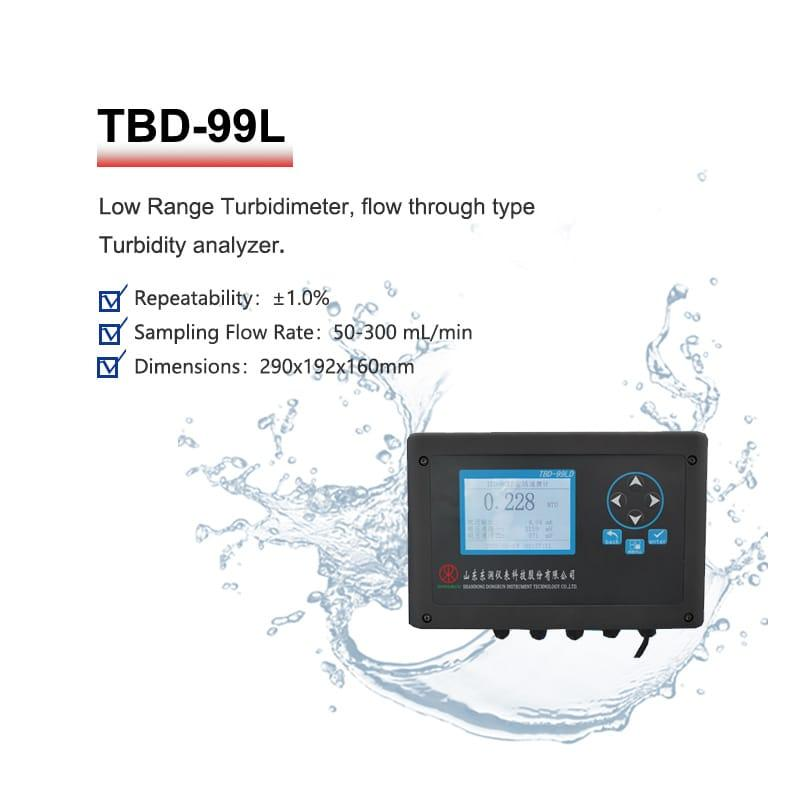 TBD-99L
Low Range Turbidimeter, flow through type
Turbidity analyzer.
Repeatability: ±1.0%
Sampling Flow Rate: 50-300 mL/min
Dimensions: 290x192x160mm
TBD-99LD
0.228 NTU
back
menu
enter
山东东润仪表科技股份有限公司
SHANDONG DONGRUN INSTRUMENT TECHNOLOGY CO.,LTD.
DONGRUN